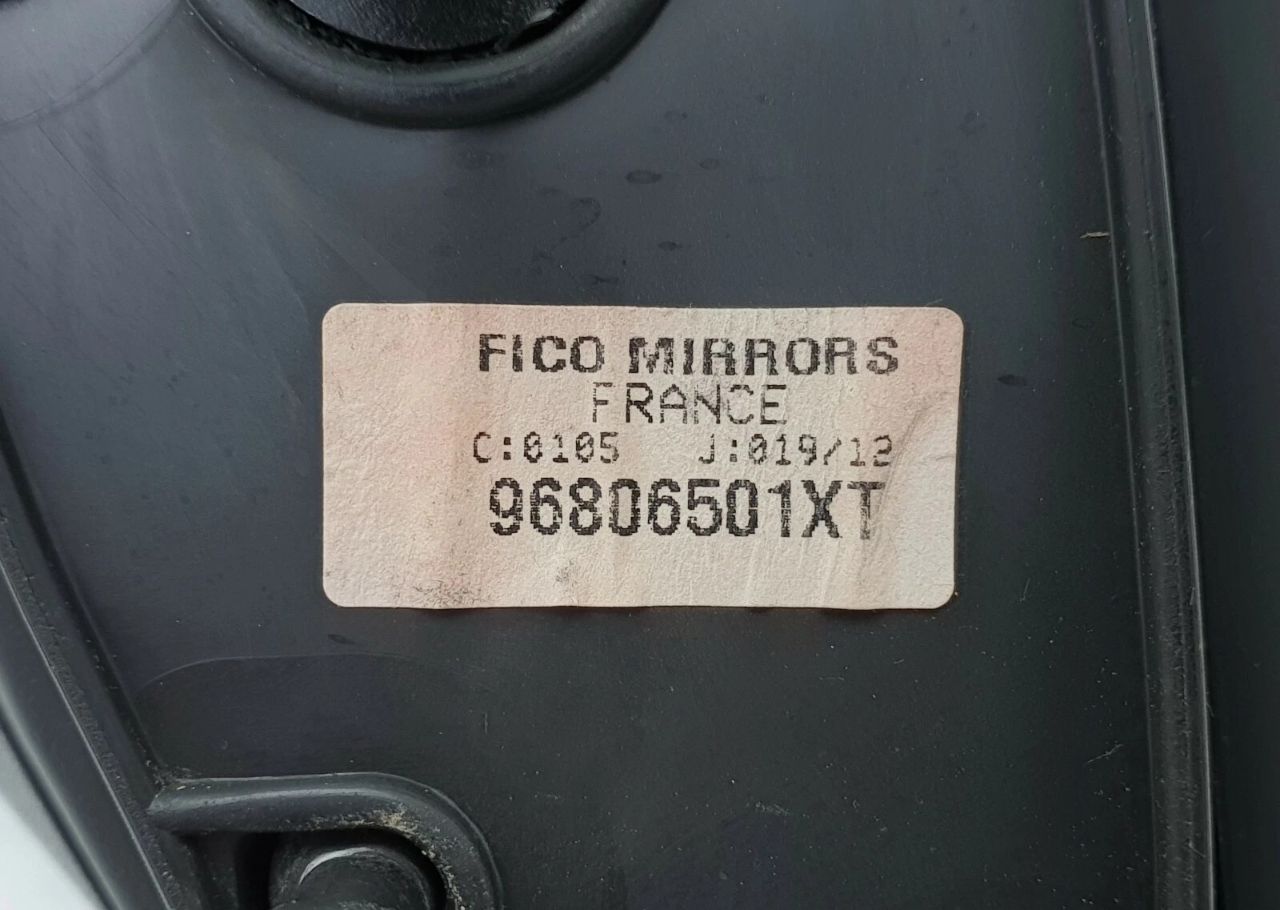 FICO MIRRORS
FRANCE
C:0105 J:019/12
96806501XT